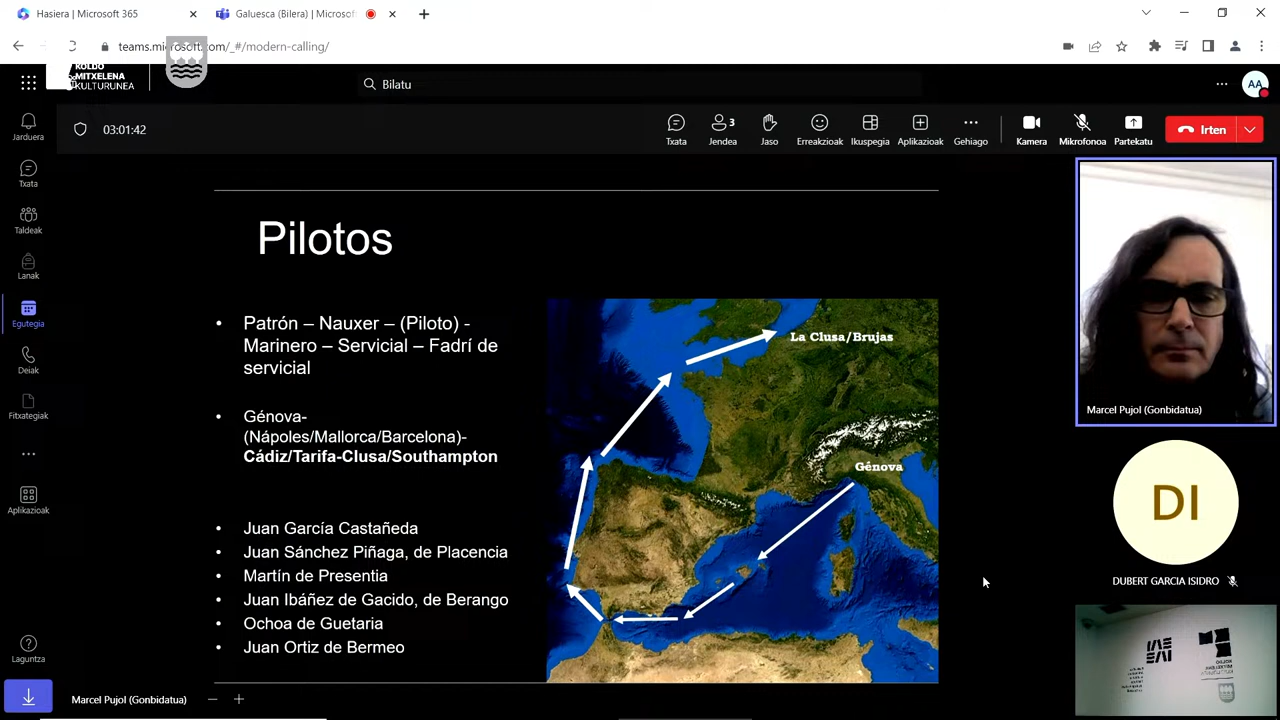 Hasiera | Microsoft 365
Galuesca (Bilera) | Microsof
teams.microsoft.com/_#/modern-calling/
KOLDO
MITXELENA
KULTURUNEA
Bilatu
AA
03:01:42
Txata
3
Jendea
Jaso
Erreakzioak
Ikuspegia
Aplikazioak
Gehiago
Kamera
Mikrofonoa
Partekatu
Irten
Jarduera
Txata
Taldeak
Lanak
Egutegia
Deiak
Fitxategiak
Aplikazioak
Laguntza
Pilotos
• Patrón – Nauxer – (Piloto) -
Marinero – Servicial – Fadrí de
servicial
• Génova-
(Nápoles/Mallorca/Barcelona)-
Cádiz/Tarifa-Clusa/Southampton
• Juan García Castañeda
• Juan Sánchez Piñaga, de Placencia
• Martín de Presentia
• Juan Ibáñez de Gacido, de Berango
• Ochoa de Guetaria
• Juan Ortiz de Bermeo
La Clusa/Brujas
Génova
Marcel Pujol (Gonbidatua)
DI
DUBERT GARCIA ISIDRO
Marcel Pujol (Gonbidatua)